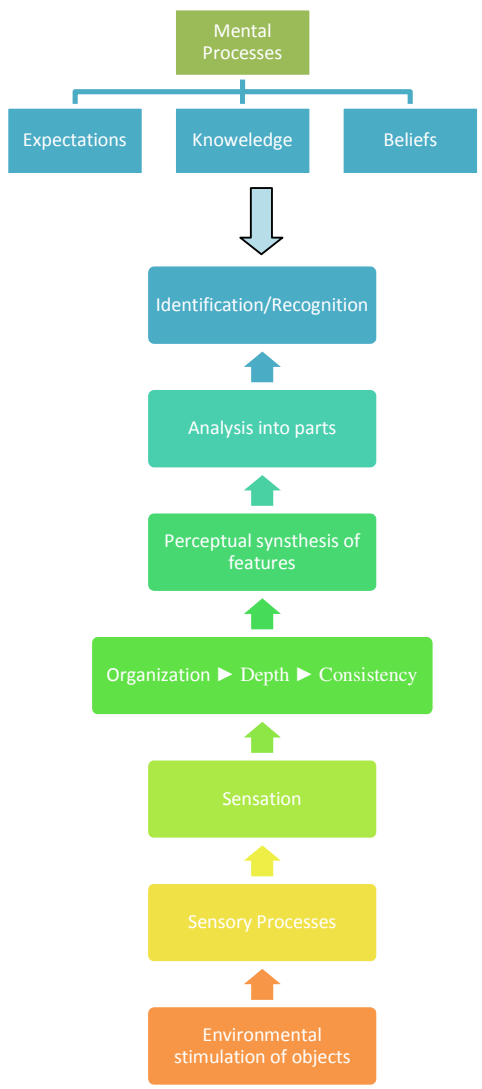 Mental
Processes
Expectations
Knoweledge
Beliefs
Identification/Recognition
Analysis into parts
Perceptual synsthesis of
features
Organization ► Depth ► Consistency
Sensation
Sensory Processes
Environmental
stimulation of objects